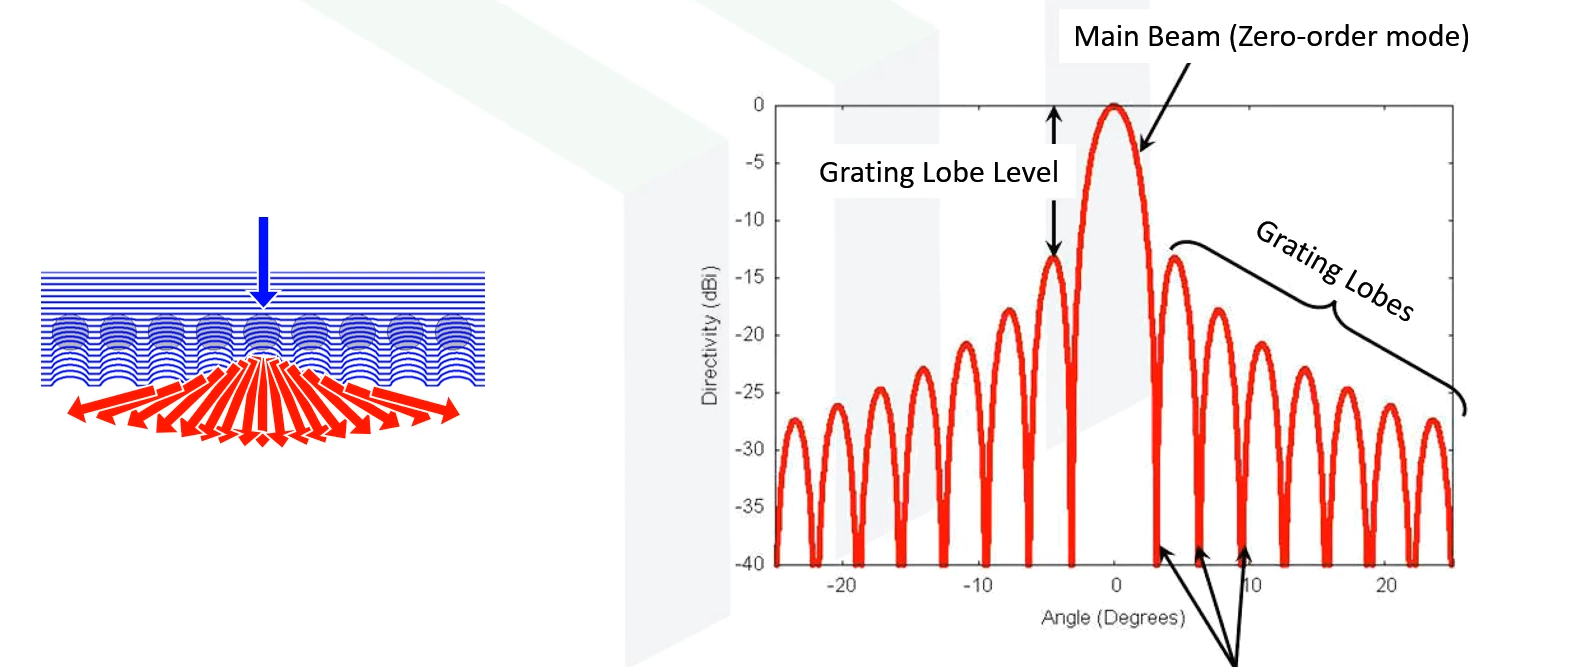 Main Beam (Zero-order mode)
0
-5
-10
-15
-20
-25
-30
-35
-40
Grating Lobe Level
Grating Lobes
Directivity (dBi)
-20
-10
0
10
20
Angle (Degrees)